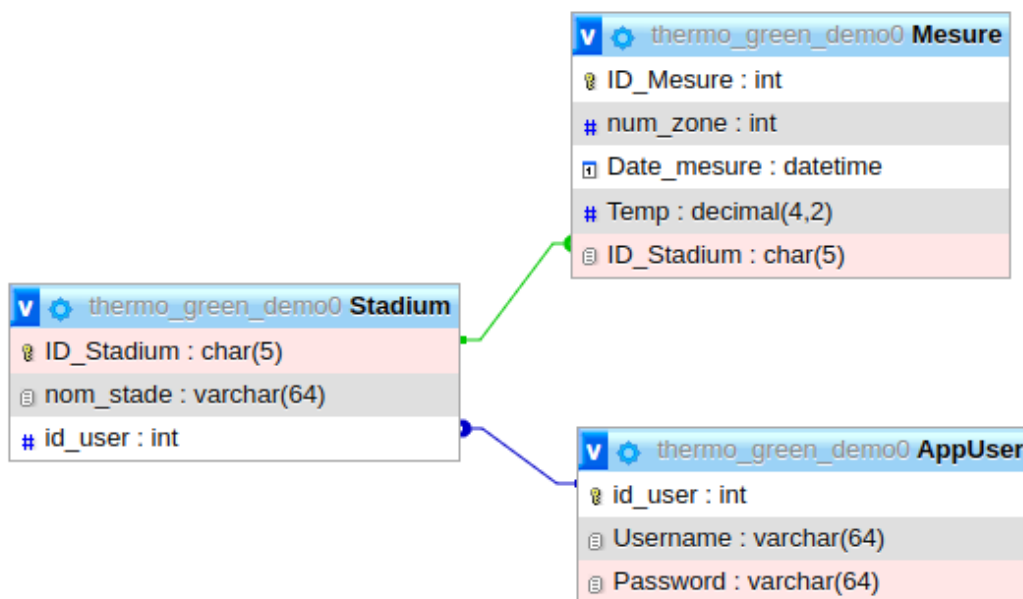 v thermo_green_demo0 Mesure
ID_Mesure : int
# num_zone : int
1 Date_mesure : datetime
# Temp : decimal(4,2)
ID_Stadium : char(5)
v thermo_green_demo0 Stadium
ID_Stadium : char(5)
nom_stade : varchar(64)
# id_user : int
v thermo_green_demo0 AppUser
id_user : int
Username : varchar(64)
Password : varchar(64)